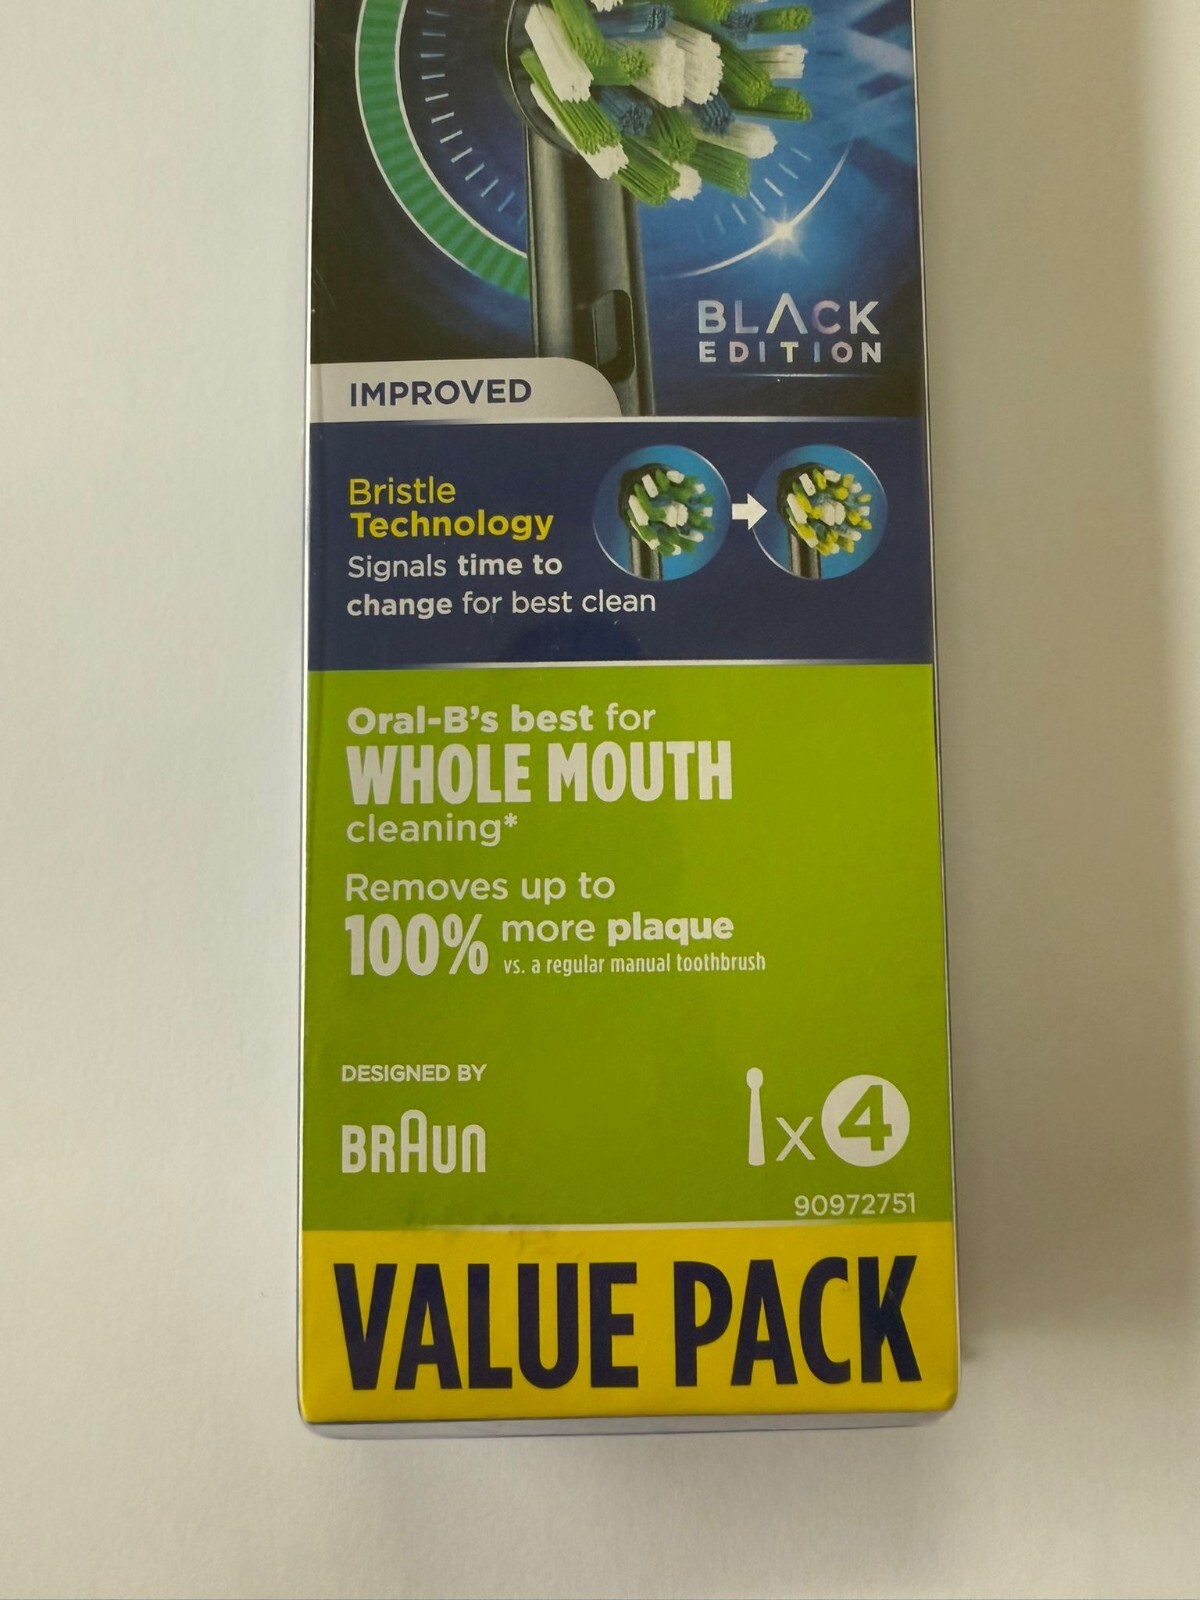 BLACK
EDITION
IMPROVED
Bristle
Technology
Signals time to
change for best clean
Oral-B's best for
WHOLE MOUTH
cleaning*
Removes up to
100% more plaque
vs. a regular manual toothbrush
DESIGNED BY
BRAUN
x 4
90972751
VALUE PACK